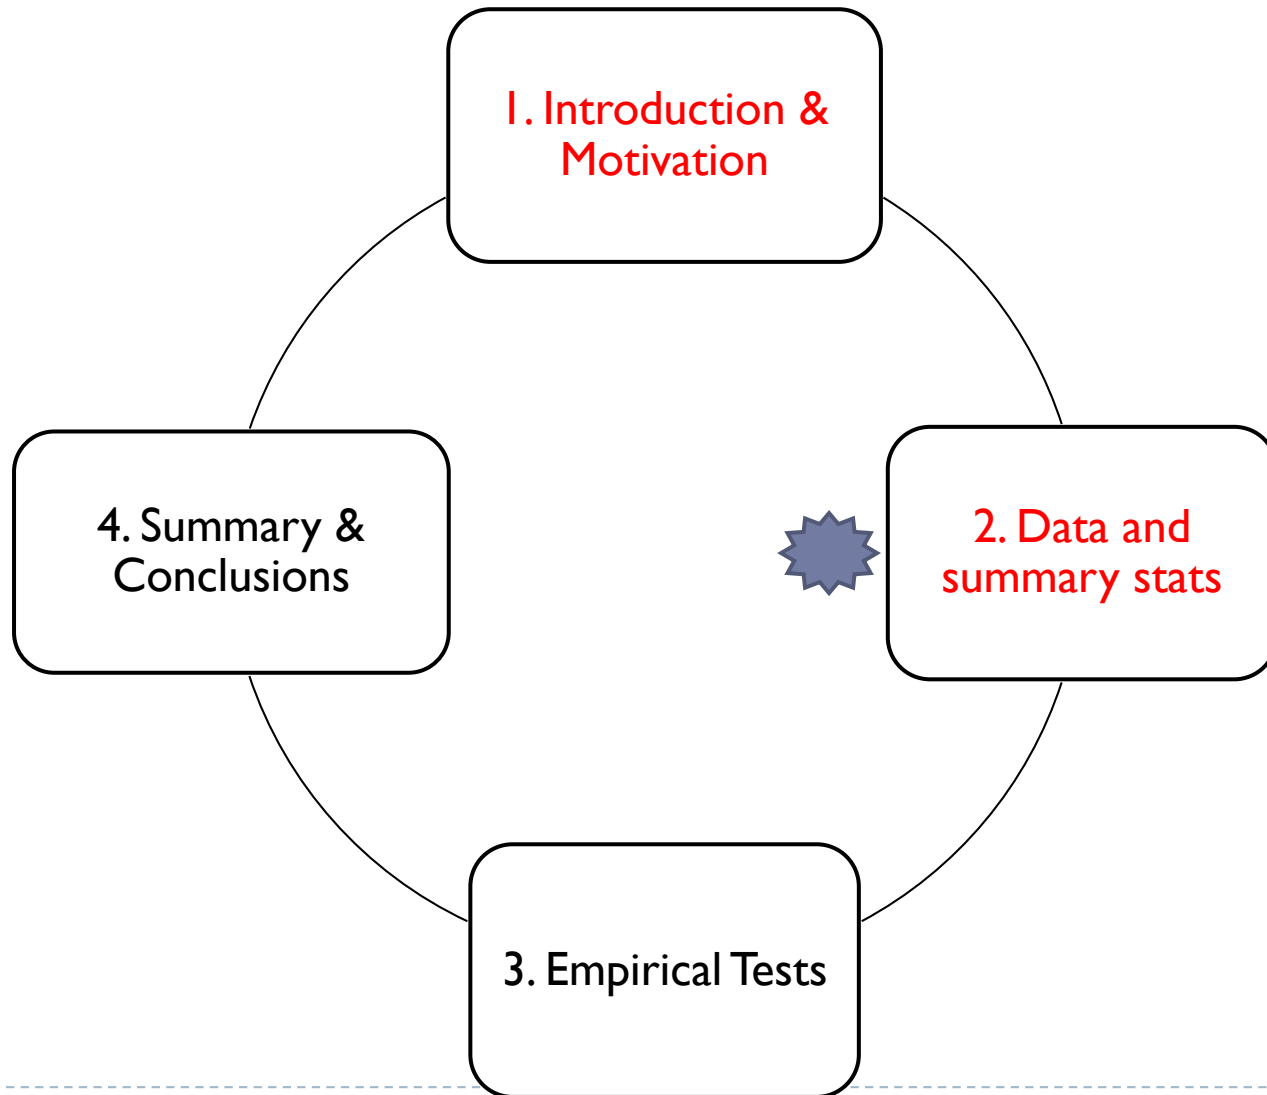 1. Introduction &
Motivation
2. Data and
summary stats
3. Empirical Tests
4. Summary &
Conclusions